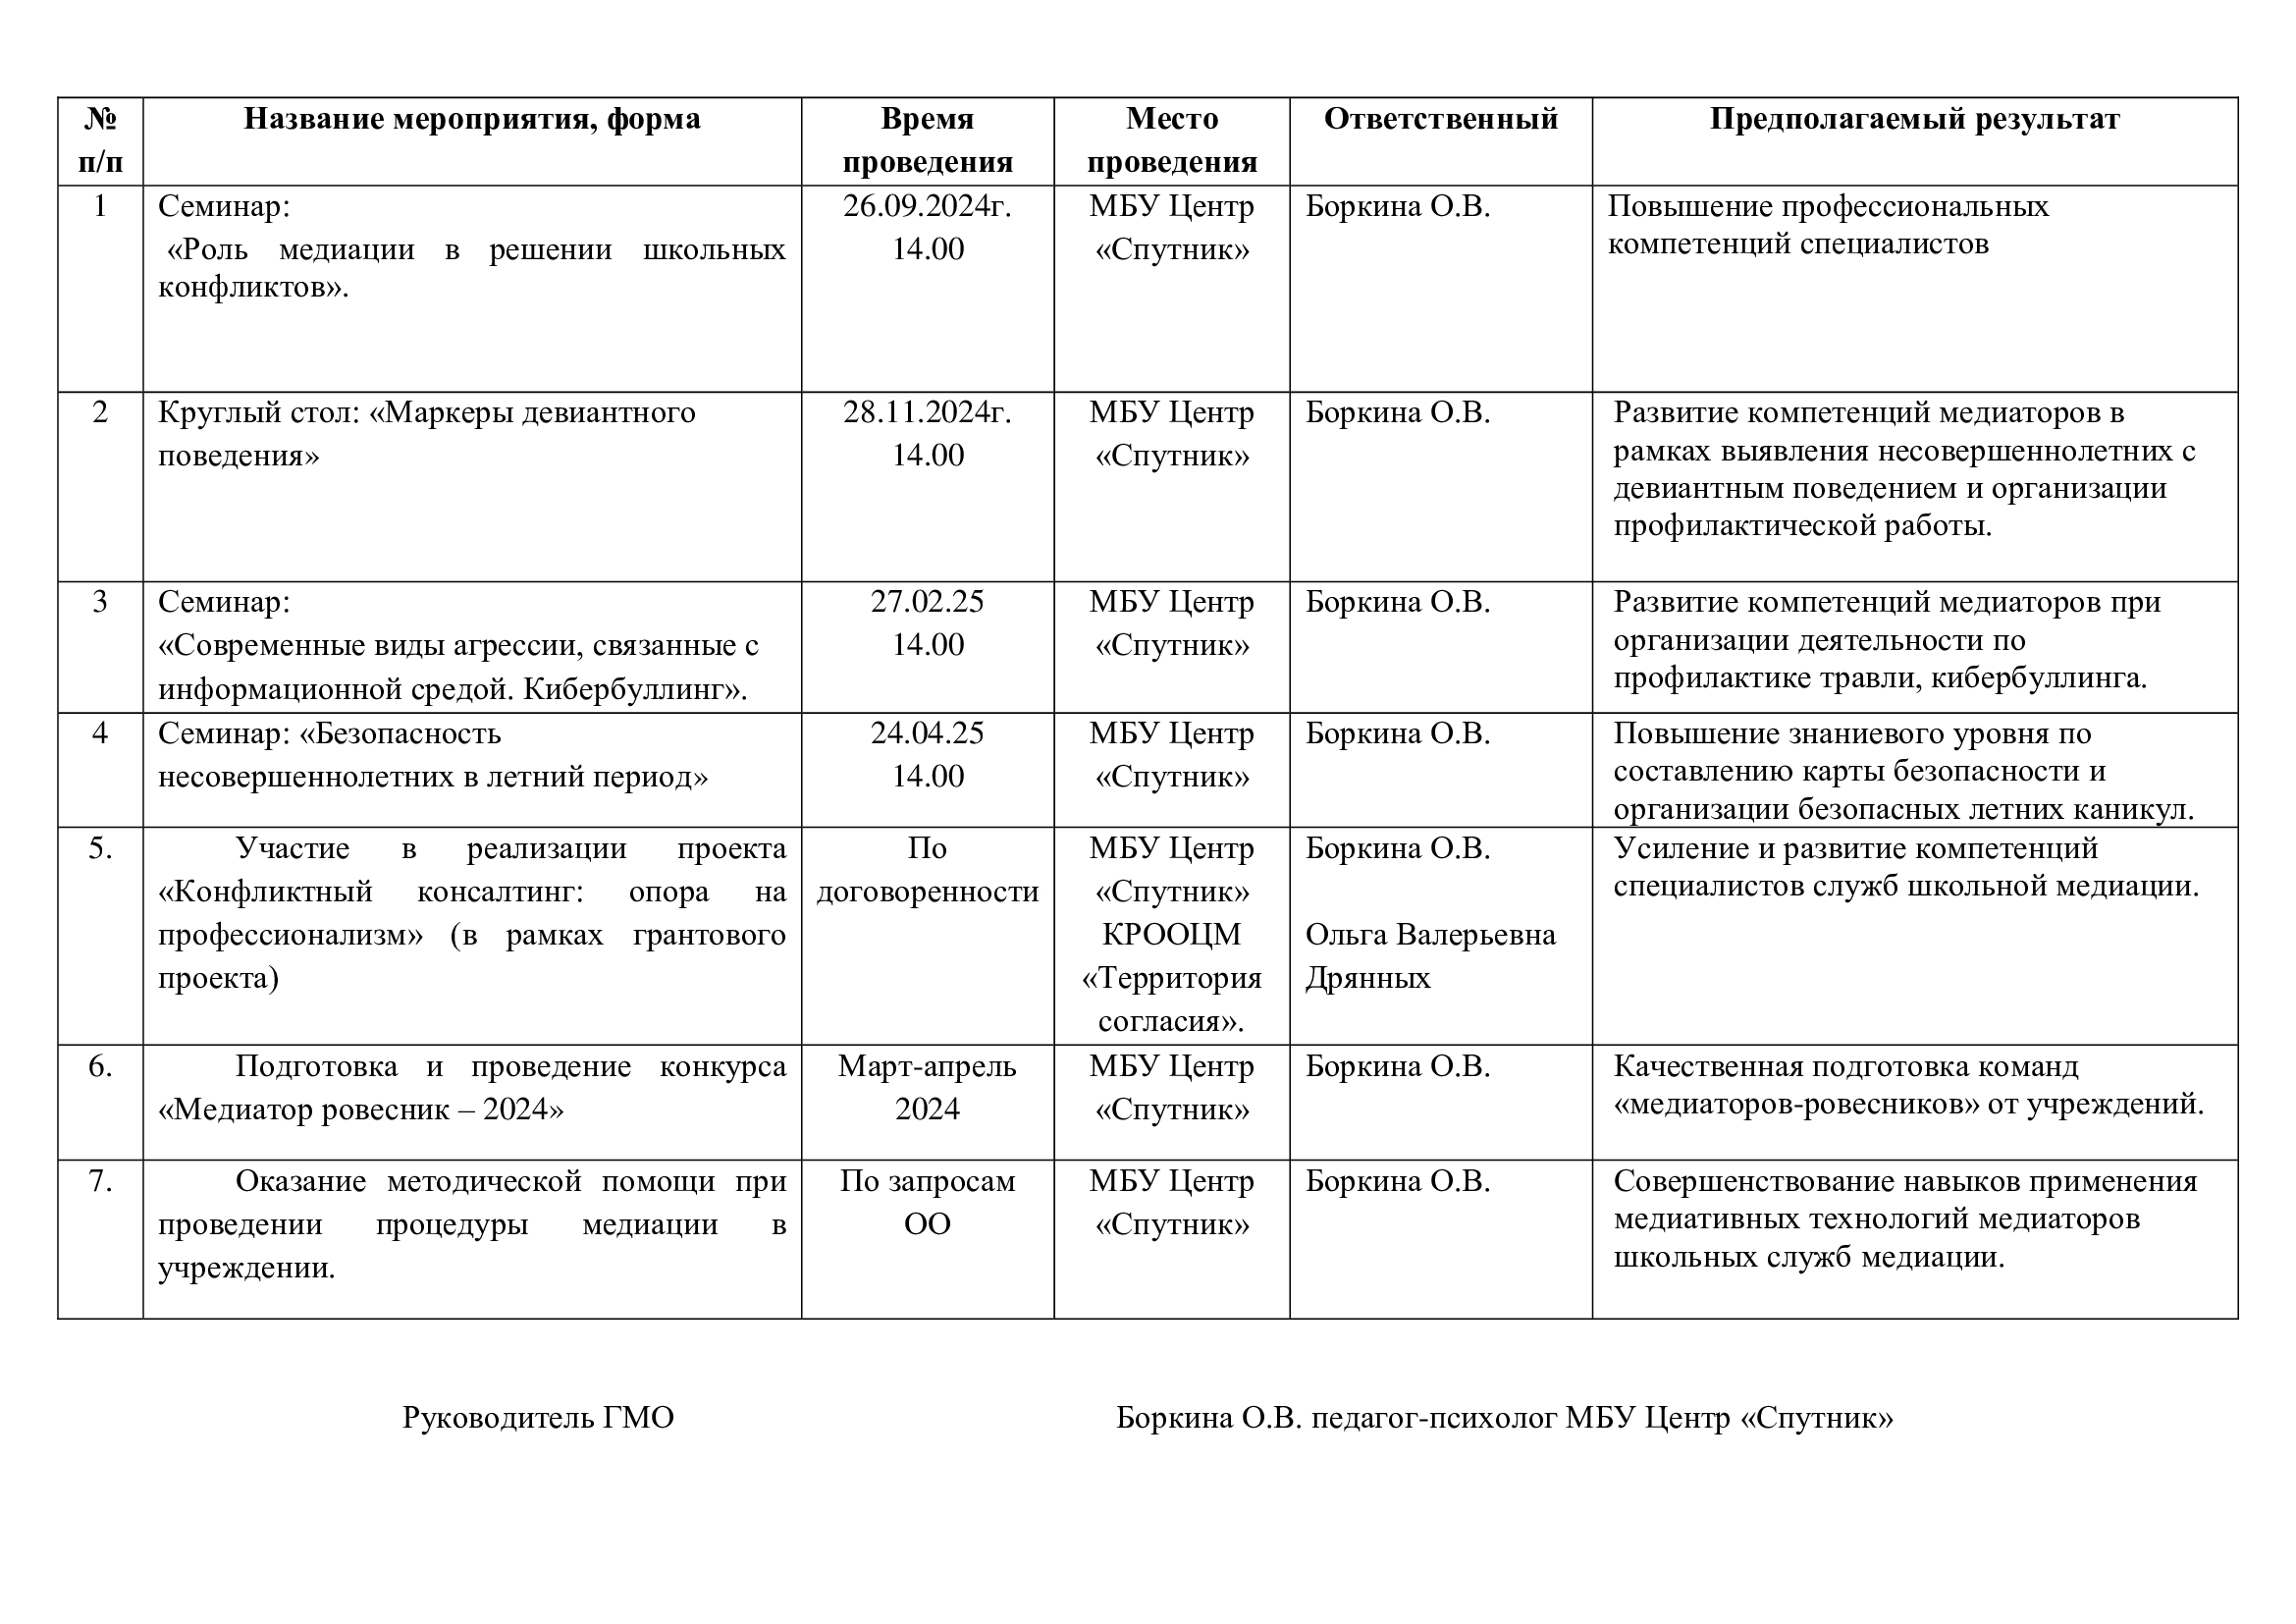 № п/п
Название мероприятия, форма
Время проведения
Место проведения
Ответственный
Предполагаемый результат
1
Семинар:
«Роль медиации в решении школьных
конфликтов».
26.09.2024г.
14.00
МБУ Центр
«Спутник»
Боркина О.В.
Повышение профессиональных
компетенций специалистов
2
Круглый стол: «Маркеры девиантного
поведения»
28.11.2024г.
14.00
МБУ Центр
«Спутник»
Боркина О.В.
Развитие компетенций медиаторов в
рамках выявления несовершеннолетних с
девиантным поведением и организации
профилактической работы.
3
Семинар:
«Современные виды агрессии, связанные с
информационной средой. Кибербуллинг».
27.02.25
14.00
МБУ Центр
«Спутник»
Боркина О.В.
Развитие компетенций медиаторов при
организации деятельности по
профилактике травли, кибербуллинга.
4
Семинар: «Безопасность
несовершеннолетних в летний период»
24.04.25
14.00
МБУ Центр
«Спутник»
Боркина О.В.
Повышение знаниевого уровня по
составлению карты безопасности и
организации безопасных летних каникул.
5.
Участие в реализации проекта
«Конфликтный консалтинг: опора на
профессионализм» (в рамках грантового
проекта)
По
договоренности
МБУ Центр
«Спутник»
КРООЦМ
«Территория
согласия».
Боркина О.В.
Ольга Валерьевна
Дрянных
Усиление и развитие компетенций
специалистов служб школьной медиации.
6.
Подготовка и проведение конкурса
«Медиатор ровесник – 2024»
Март-апрель
2024
МБУ Центр
«Спутник»
Боркина О.В.
Качественная подготовка команд
«медиаторов-ровесников» от учреждений.
7.
Оказание методической помощи при
проведении процедуры медиации в
учреждении.
По запросам
ОО
МБУ Центр
«Спутник»
Боркина О.В.
Совершенствование навыков применения
медиативных технологий медиаторов
школьных служб медиации.
Руководитель ГМО
Боркина О.В. педагог-психолог МБУ Центр «Спутник»